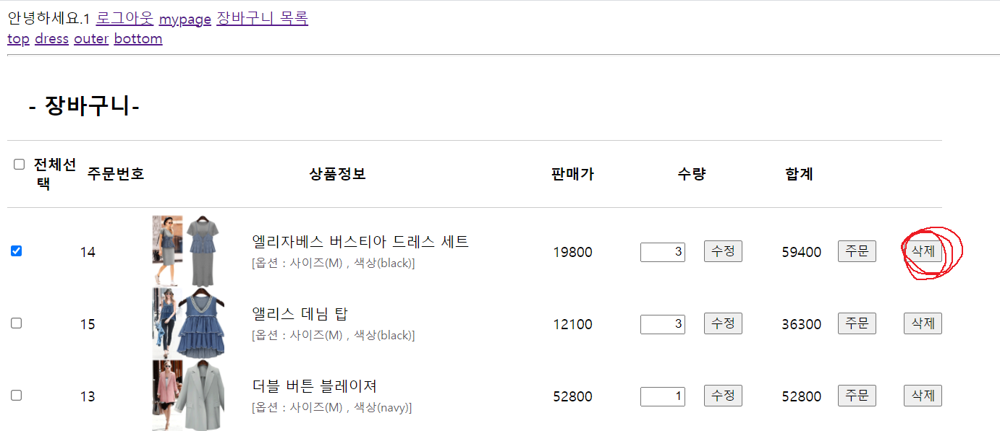 안녕하세요.1 로그아웃 mypage 장바구니 목록
top dress outer bottom
- 장바구니-
전체선택 주문번호 상품정보 판매가 수량 합계
14 엘리자베스 버스티아 드레스 세트 19800 3 수정 59400 주문 삭제
[옵션 : 사이즈(M) , 색상(black)]
15 앨리스 데님 탑 12100 3 수정 36300 주문 삭제
[옵션 : 사이즈(M) , 색상(black)]
13 더블 버튼 블레이져 52800 1 수정 52800 주문 삭제
[옵션 : 사이즈(M) , 색상(navy)]